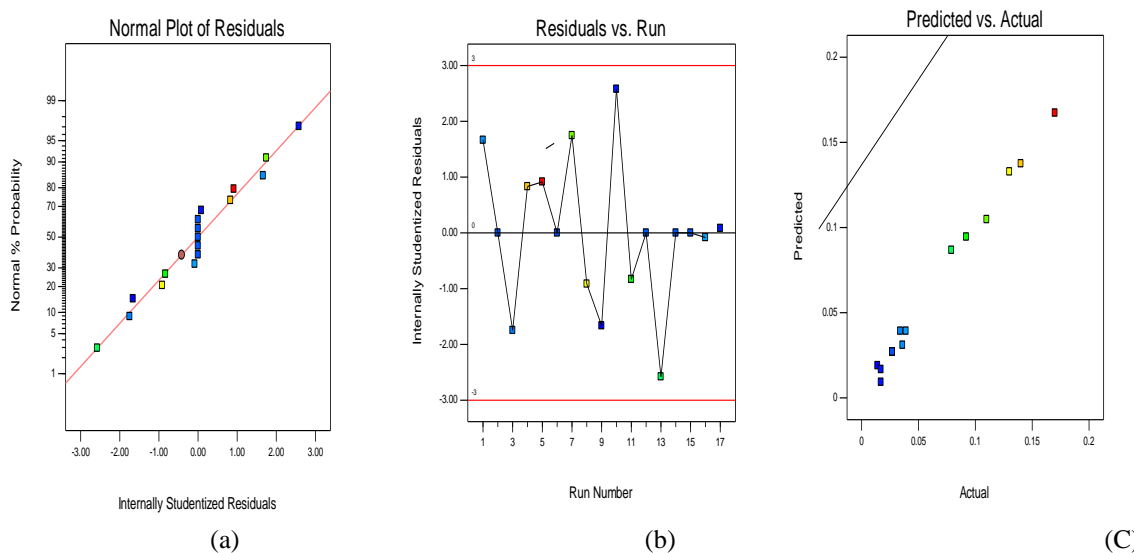 Normal Plot of Residuals
Normal % Probability
99
95
90
80
70
50
30
20
10
5
1
-3.00 -2.00 -1.00 0.00 1.00 2.00 3.00
Internally Studentized Residuals
(a)
Residuals vs. Run
Internally Studentized Residuals
3.00
2.00
1.00
0.00
-1.00
-2.00
-3.00
3
0
-3
1 3 5 7 9 11 13 15 17
Run Number
(b)
Predicted vs. Actual
Predicted
0.2
0.15
0.1
0.05
0
0 0.05 0.1 0.15 0.2
Actual
(C)